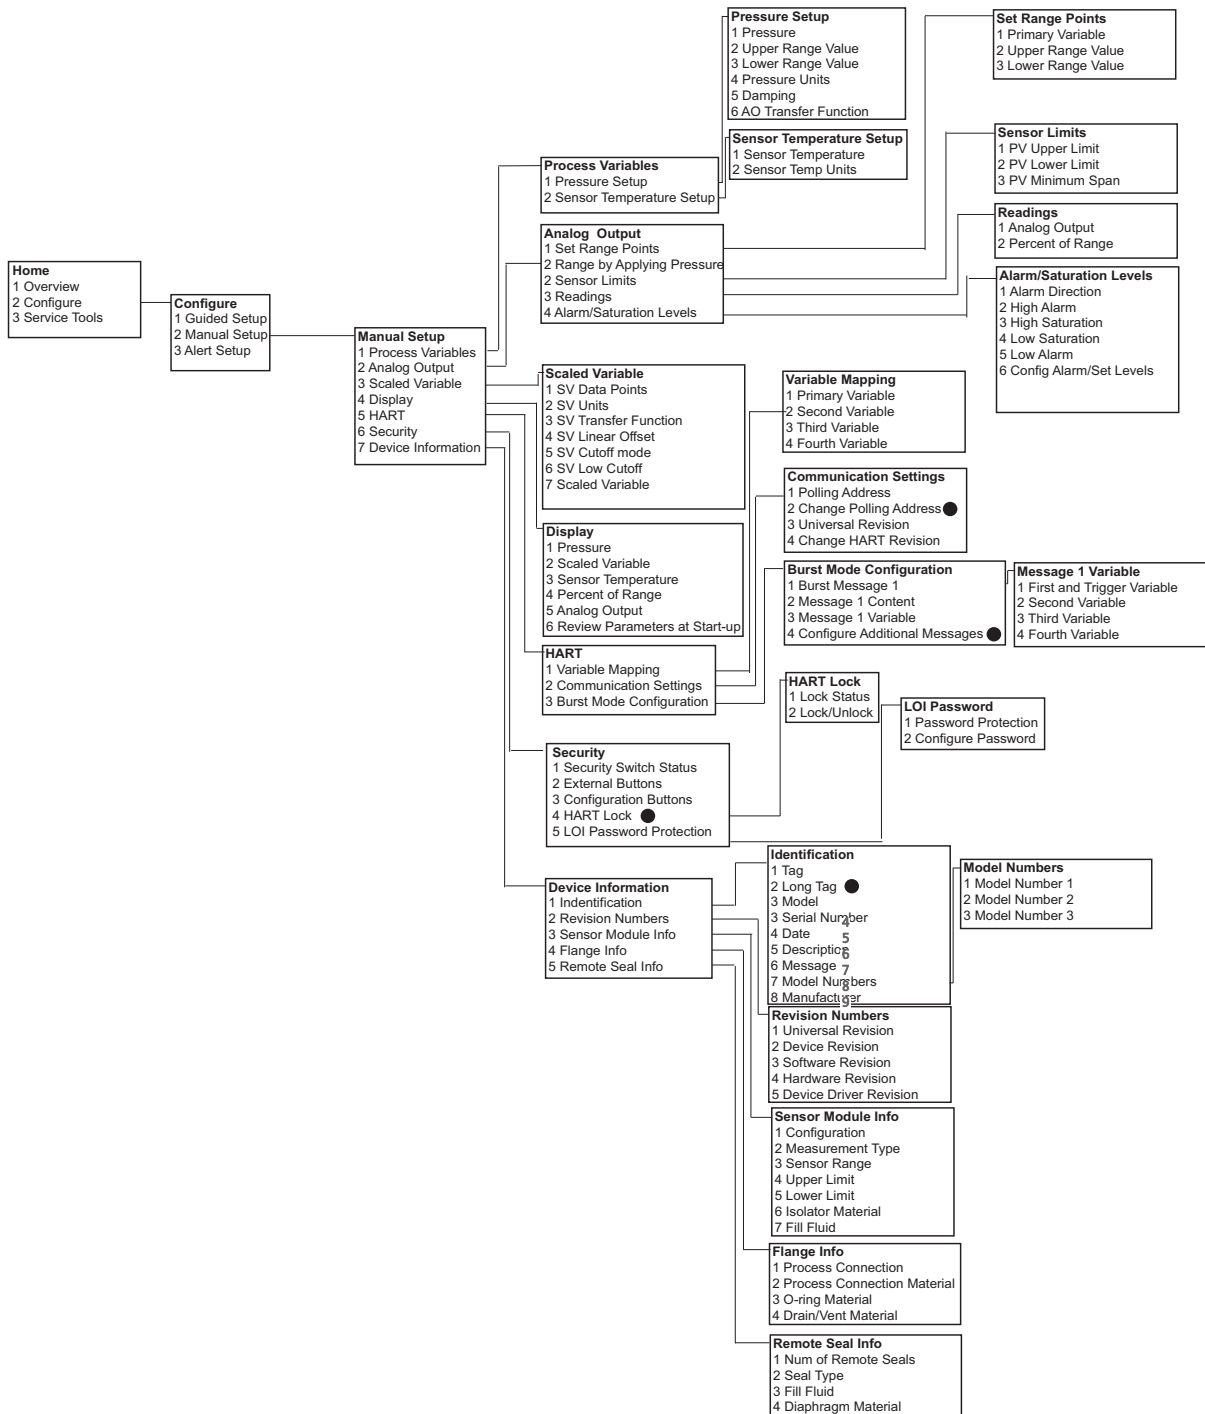 Home
1 Overview
2 Configure
3 Service Tools
Configure
1 Guided Setup
2 Manual Setup
3 Alert Setup
Manual Setup
1 Process Variables
2 Analog Output
3 Scaled Variable
4 Display
5 HART
6 Security
7 Device Information
Process Variables
1 Pressure Setup
2 Sensor Temperature Setup
Analog Output
1 Set Range Points
2 Range by Applying Pressure
2 Sensor Limits
3 Readings
4 Alarm/Saturation Levels
Scaled Variable
1 SV Data Points
2 SV Units
3 SV Transfer Function
4 SV Linear Offset
5 SV Cutoff mode
6 SV Low Cutoff
7 Scaled Variable
Display
1 Pressure
2 Scaled Variable
3 Sensor Temperature
4 Percent of Range
5 Analog Output
6 Review Parameters at Start-up
HART
1 Variable Mapping
2 Communication Settings
3 Burst Mode Configuration
Security
1 Security Switch Status
2 External Buttons
3 Configuration Buttons
4 HART Lock
5 LOI Password Protection
Device Information
1 Indentification
2 Revision Numbers
3 Sensor Module Info
4 Flange Info
5 Remote Seal Info
Pressure Setup
1 Pressure
2 Upper Range Value
3 Lower Range Value
4 Pressure Units
5 Damping
6 AO Transfer Function
Sensor Temperature Setup
1 Sensor Temperature
2 Sensor Temp Units
Set Range Points
1 Primary Variable
2 Upper Range Value
3 Lower Range Value
Sensor Limits
1 PV Upper Limit
2 PV Lower Limit
3 PV Minimum Span
Readings
1 Analog Output
2 Percent of Range
Alarm/Saturation Levels
1 Alarm Direction
2 High Alarm
3 High Saturation
4 Low Saturation
5 Low Alarm
6 Config Alarm/Set Levels
Variable Mapping
1 Primary Variable
2 Second Variable
3 Third Variable
4 Fourth Variable
Communication Settings
1 Polling Address
2 Change Polling Address
3 Universal Revision
4 Change HART Revision
Burst Mode Configuration
1 Burst Message 1
2 Message 1 Content
3 Message 1 Variable
4 Configure Additional Messages
Message 1 Variable
1 First and Trigger Variable
2 Second Variable
3 Third Variable
4 Fourth Variable
HART Lock
1 Lock Status
2 Lock/Unlock
LOI Password
1 Password Protection
2 Configure Password
Identification
1 Tag
2 Long Tag
3 Model
3 Serial Number
4 Date
5 Description
6 Message
7 Model Numbers
8 Manufacturer
4
5
6
7
8
9
Model Numbers
1 Model Number 1
2 Model Number 2
3 Model Number 3
Revision Numbers
1 Universal Revision
2 Device Revision
3 Software Revision
4 Hardware Revision
5 Device Driver Revision
Sensor Module Info
1 Configuration
2 Measurement Type
3 Sensor Range
4 Upper Limit
5 Lower Limit
6 Isolator Material
7 Fill Fluid
Flange Info
1 Process Connection
2 Process Connection Material
3 O-ring Material
4 Drain/Vent Material
Remote Seal Info
1 Num of Remote Seals
2 Seal Type
3 Fill Fluid
4 Diaphragm Material